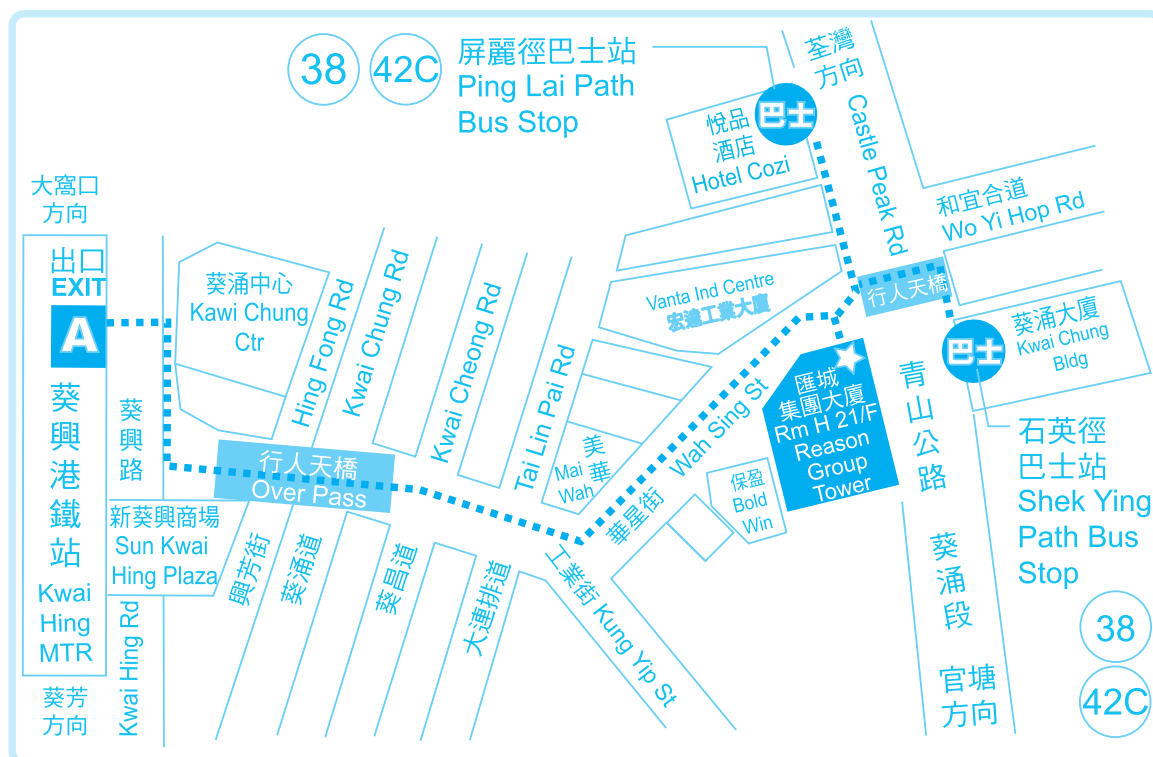 38
42C
屏麗徑巴士站
Ping Lai Path
Bus Stop
荃灣
方向
Castle Peak Rd
巴士
悅品
酒店
Hotel Cozi
和宜合道
Wo Yi Hop Rd
大窩口
方向
出口
EXIT
A
葵興港鐵站
Kwai
Hing
MTR
葵芳
方向
葵興路
Kwai Hing Rd
葵涌中心
Kawi Chung
Ctr
Hing Fong Rd
Kwai Chung Rd
Kwai Cheong Rd
Tai Lin Pai Rd
Vanta Ind Centre
宏達工業大廈
行人天橋
葵涌大廈
Kwai Chung
Bldg
巴士
匯城
集團大廈
Rm H 21/F
Reason
Group
Tower
青山公路
葵涌段
官塘
方向
石英徑
巴士站
Shek Ying
Path Bus
Stop
38
42C
行人天橋
Over Pass
美華
Mai
Wah
Wah Sing St
華星街
保盈
Bold
Win
新葵興商場
Sun Kwai
Hing Plaza
興芳街
葵涌道
葵昌道
大連排道
工業街 Kung Yip St